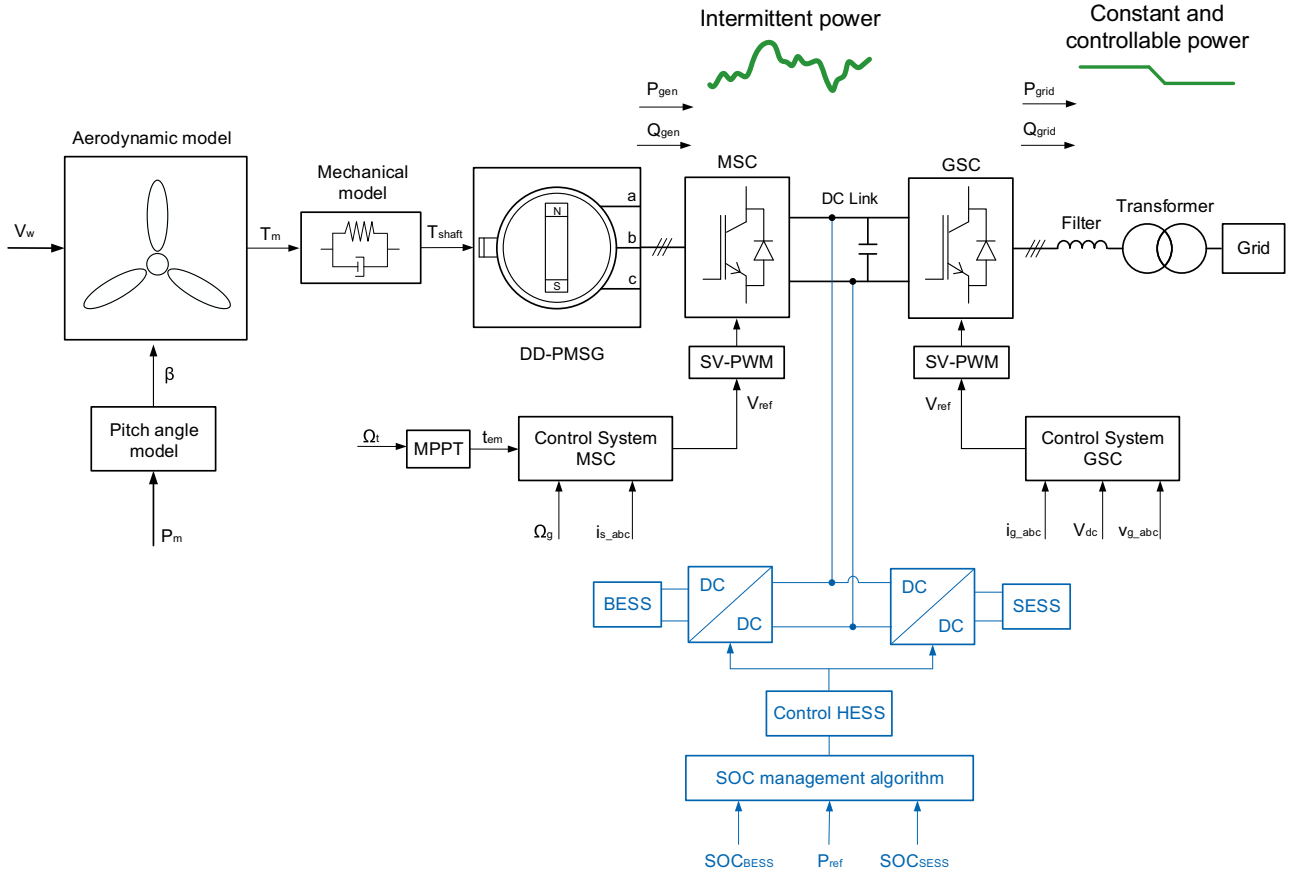 Intermittent power
Constant and
controllable power
Pgen
Qgen
Pgrid
Qgrid
Aerodynamic model
Mechanical
model
MSC
GSC
DC Link
Filter
Transformer
Grid
Vw
Tm
Tshaft
N
S
a
b
c
DD-PMSG
SV-PWM
SV-PWM
β
Vref
Vref
Pitch angle
model
Ωt
MPPT
tem
Control System
MSC
Control System
GSC
Pm
Ωg
is_abc
ig_abc
Vdc
vg_abc
BESS
DC
DC
DC
DC
SESS
Control HESS
SOC management algorithm
SOCBESS
Pref
SOCSESS